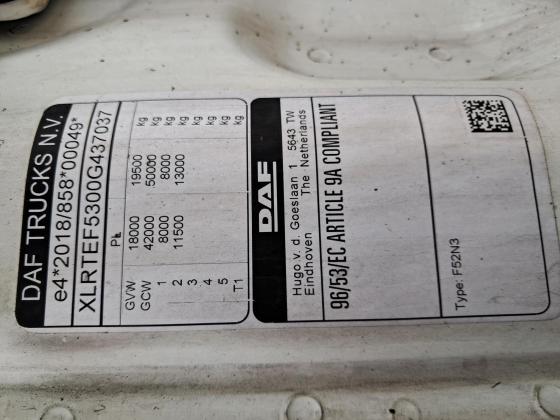 DAF TRUCKS N.V.
e4*2018/858*00049*
XLRTEF5300G437037
GVW 18000 19500 kg
GCW 42000 50000 kg
1 8000 8000 kg
2 11500 13000 kg
3 kg
4 kg
5 kg
T1 kg
DAF
Hugo v. d. Goeslaan 1 5643 TW
Eindhoven The Netherlands
96/53/EC ARTICLE 9A COMPLIANT
Type: F52N3